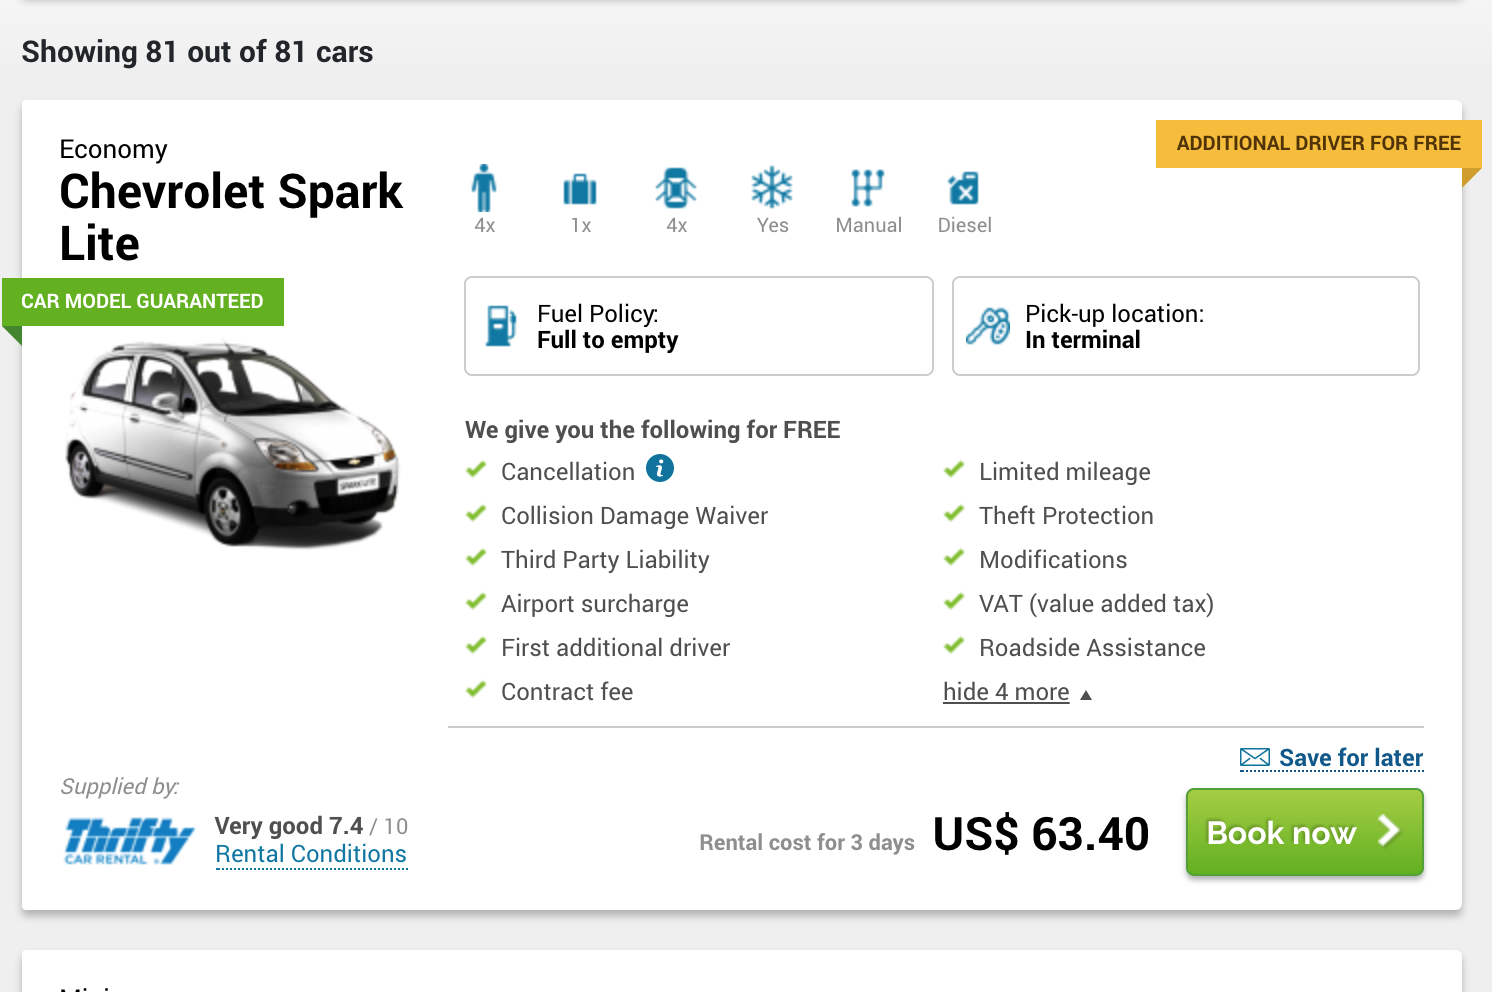 Showing 81 out of 81 cars
ADDITIONAL DRIVER FOR FREE
Economy
Chevrolet Spark
Lite
4x
1x
4x
Yes
Manual
Diesel
CAR MODEL GUARANTEED
Fuel Policy:
Full to empty
Pick-up location:
In terminal
SPARK LITE
We give you the following for FREE
Cancellation
Collision Damage Waiver
Third Party Liability
Airport surcharge
First additional driver
Contract fee
Limited mileage
Theft Protection
Modifications
VAT (value added tax)
Roadside Assistance
hide 4 more
Save for later
Supplied by:
Thrifty
CAR RENTAL
Very good 7.4 / 10
Rental Conditions
Rental cost for 3 days
US$ 63.40
Book now